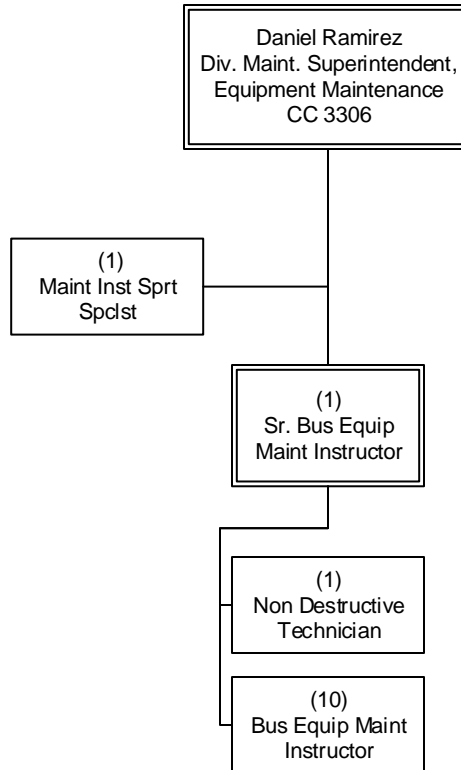 Daniel Ramirez
Div. Maint. Superintendent,
Equipment Maintenance
CC 3306
(1)
Maint Inst Sprt
Spclst
(1)
Sr. Bus Equip
Maint Instructor
(1)
Non Destructive
Technician
(10)
Bus Equip Maint
Instructor